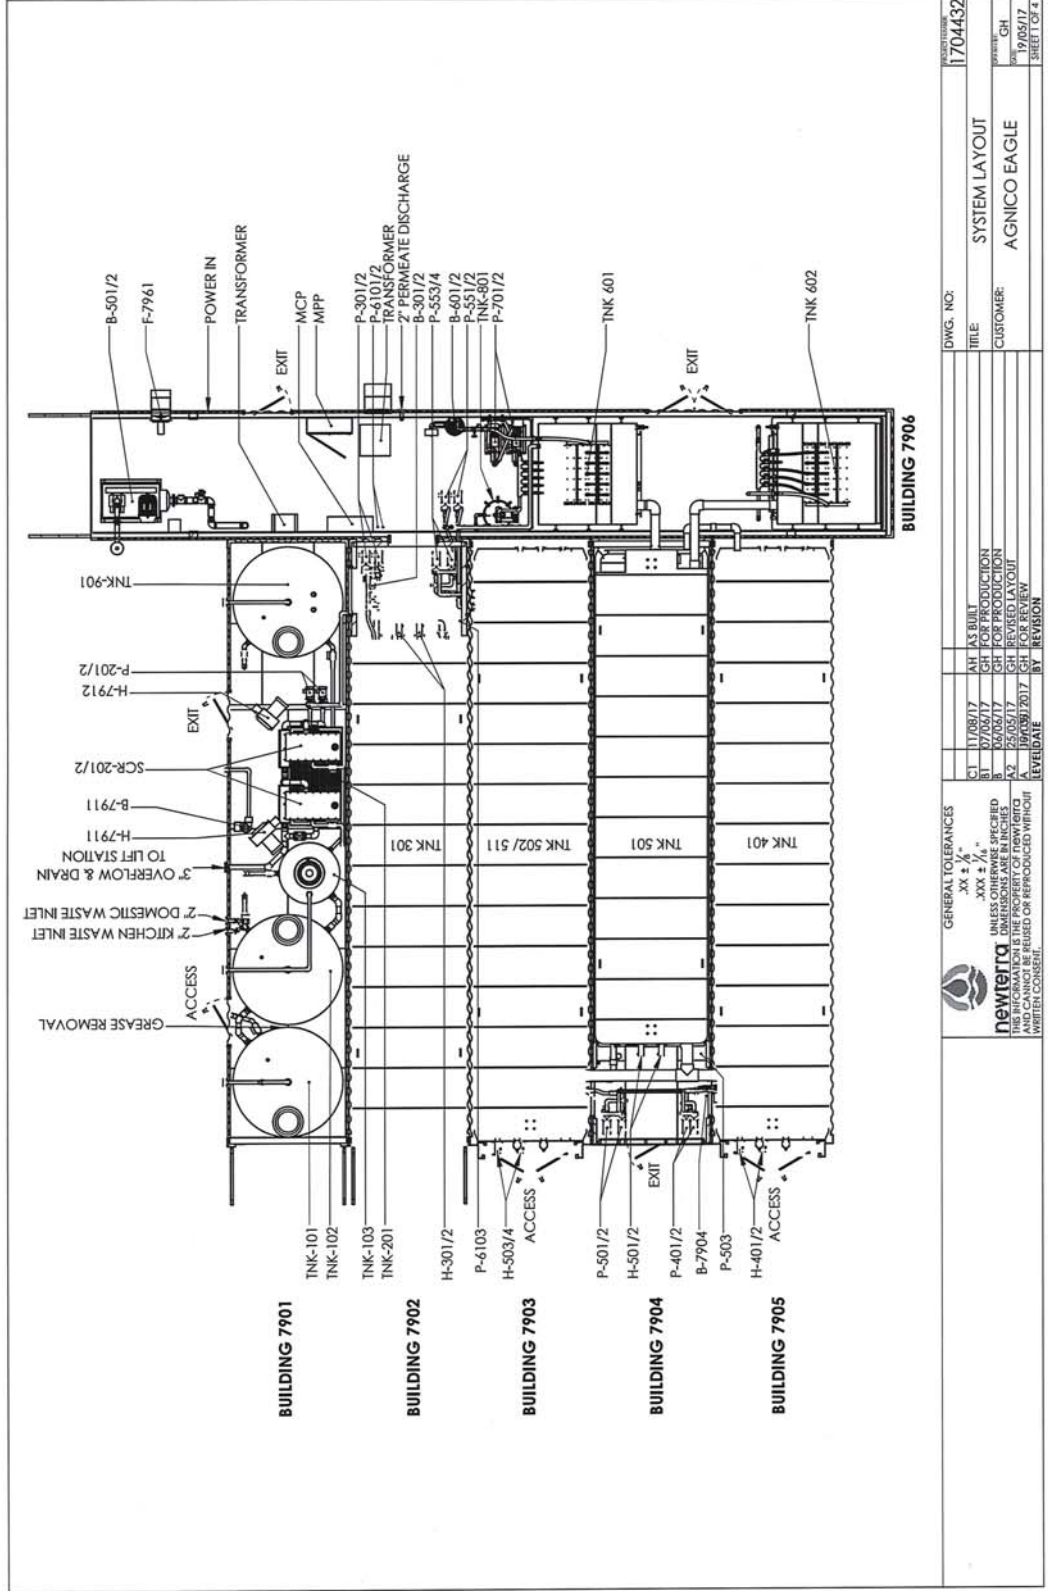 B-501/2
F-7961
POWER IN
TRANSFORMER
EXIT
MCP
MPP
P-301/2
P-6101/2
TRANSFORMER
2" PERMEATE DISCHARGE
B-301/2
P-553/4
B-601/2
P-551/2
TNK-801
P-701/2
TNK 601
EXIT
TNK 602
BUILDING 7906
TNK-901
P-201/2
H-7912
EXIT
SCR-201/2
B-7911
H-7911
3" OVERFLOW & DRAIN
TO LIFT STATION
2" DOMESTIC WASTE INLET
2" KITCHEN WASTE INLET
ACCESS
GREASE REMOVAL
TNK 301
TNK 502/ 511
TNK 501
TNK 401
TNK-101
TNK-102
TNK-103
TNK-201
H-301/2
P-6103
H-503/4
ACCESS
P-501/2
H-501/2
EXIT
P-401/2
B-7904
P-503
H-401/2
ACCESS
BUILDING 7901
BUILDING 7902
BUILDING 7903
BUILDING 7904
BUILDING 7905
newterra
GENERAL TOLERANCES
.XX ±
.XXX ±
UNLESS OTHERWISE SPECIFIED
DIMENSIONS ARE IN INCHES
THIS INFORMATION IS THE PROPERTY OF newterra
AND CANNOT BE REUSED OR REPRODUCED WITHOUT
WRITTEN CONSENT.
C1 11/08/17 AH AS BUILT
B1 07/06/17 GH FOR PRODUCTION
B 06/06/17 GH FOR PRODUCTION
A2 25/05/17 GH REVISED LAYOUT
A GH FOR REVIEW
LEVEL DATE BY REVISION
DWG. NO:
TITLE: SYSTEM LAYOUT
CUSTOMER: AGNICO EAGLE
1704432
GH
19/05/17
SHEET 1 OF 4